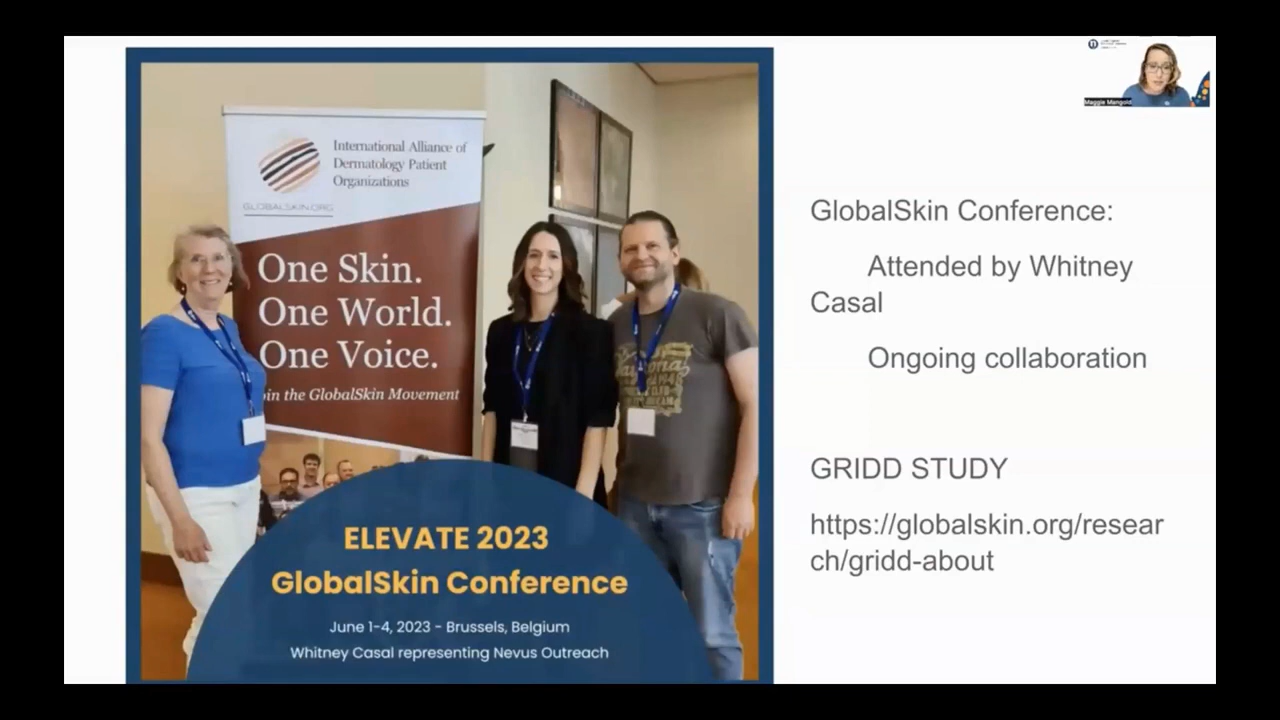 International Alliance of
Dermatology Patient
Organizations
GLOBALSKIN.ORG
One Skin.
One World.
One Voice.
in the GlobalSkin Movement
ELEVATE 2023
GlobalSkin Conference
June 1-4, 2023 - Brussels, Belgium
Whitney Casal representing Nevus Outreach
Maggie Mangold
GlobalSkin Conference:
Attended by Whitney
Casal
Ongoing collaboration
GRIDD STUDY
https://globalskin.org/resear
ch/gridd-about